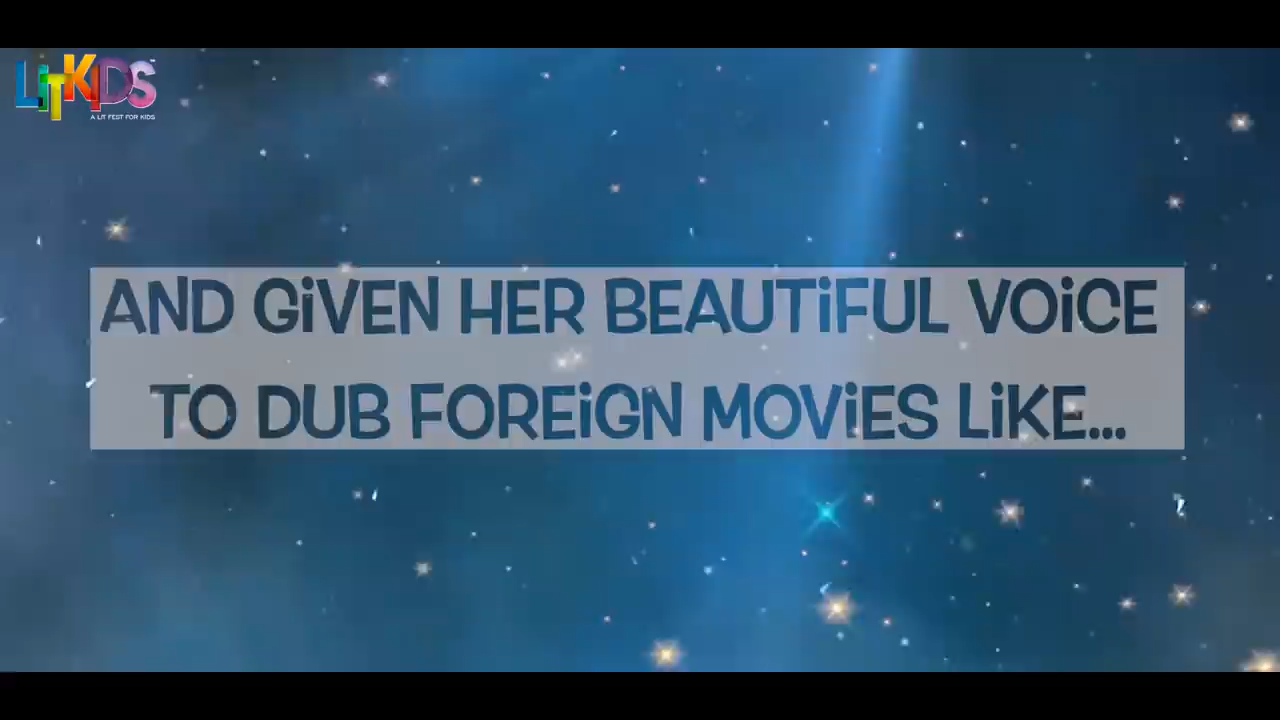 LiTKiDS
A LIT FEST FOR KIDS
AND GiVEN HER BEAUTiFUL VOiCE
TO DUB FOREiGN MOViES LiKE...